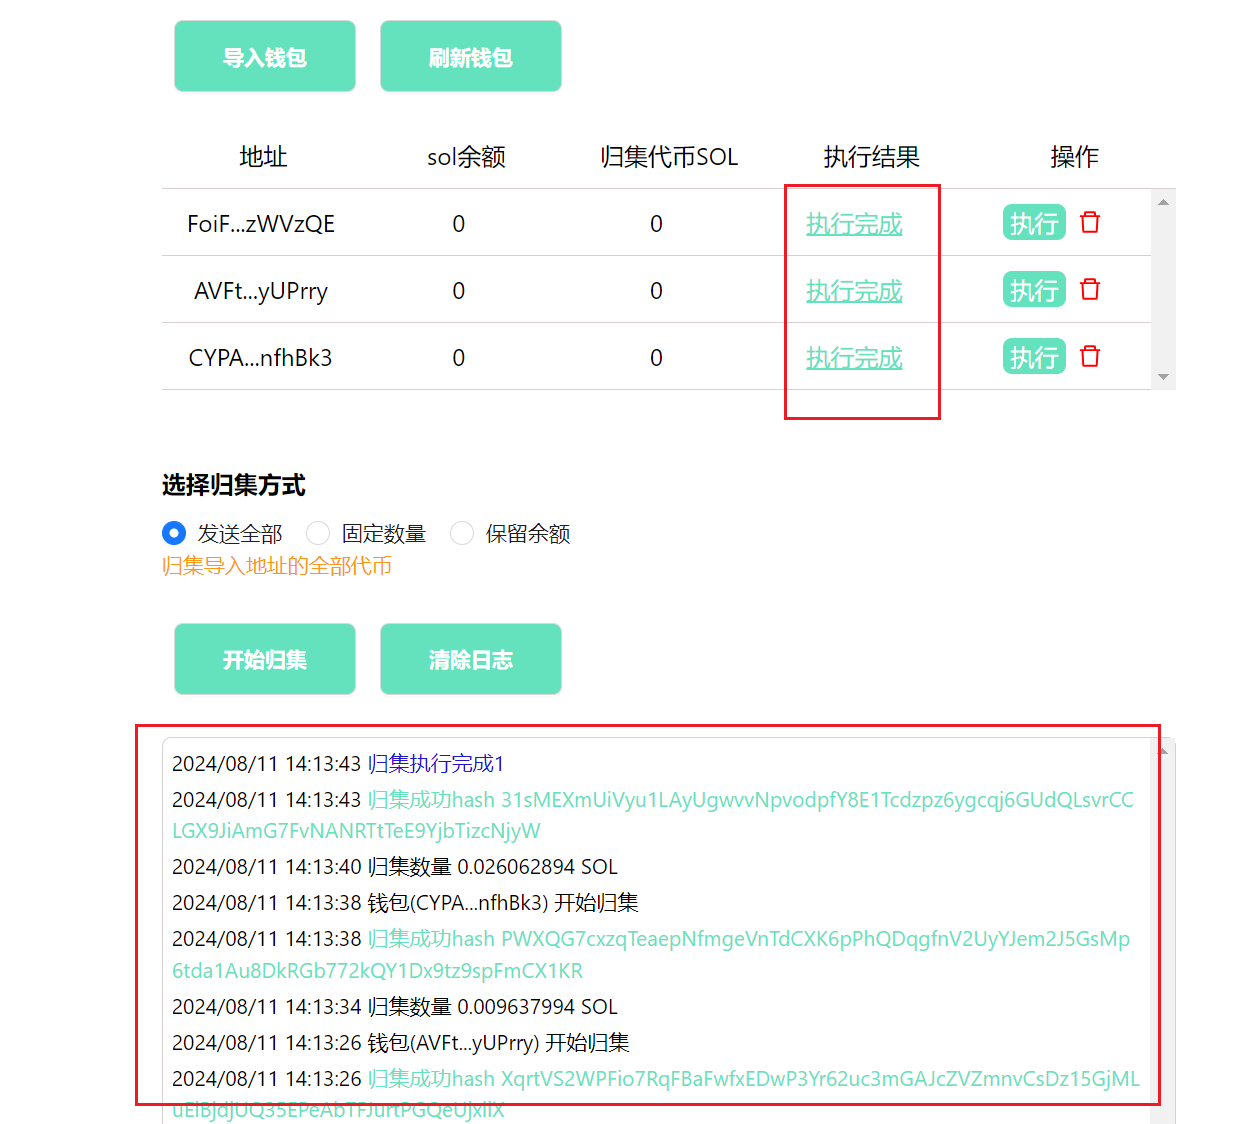 导入钱包 刷新钱包
地址 sol余额 归集代币SOL 执行结果 操作
FoiF...zWVzQE 0 0 执行完成 执行
AVFt...yUPrry 0 0 执行完成 执行
CYPA...nfhBk3 0 0 执行完成 执行
选择归集方式
发送全部 固定数量 保留余额
归集导入地址的全部代币
开始归集 清除日志
2024/08/11 14:13:43 归集执行完成1
2024/08/11 14:13:43 归集成功hash 31sMEXmUiVyu1LAyUgwvvNpvodpfY8E1Tcdzpz6ygcqj6GUdQLsvrCC
LGX9JiAmG7FvNANRTtTeE9YjbTizcNjyW
2024/08/11 14:13:40 归集数量 0.026062894 SOL
2024/08/11 14:13:38 钱包(CYPA...nfhBk3) 开始归集
2024/08/11 14:13:38 归集成功hash PWXQG7cxzqTeaepNfmgeVnTdCXK6pPhQDqgfnV2UyYJem2J5GsMp
6tda1Au8DkRGb772kQY1Dx9tz9spFmCX1KR
2024/08/11 14:13:34 归集数量 0.009637994 SOL
2024/08/11 14:13:26 钱包(AVFt...yUPrry) 开始归集
2024/08/11 14:13:26 归集成功hash XqrtVS2WPFio7RqFBaFwfxEDwP3Yr62uc3mGAJcZVZmnvCsDz15GjML